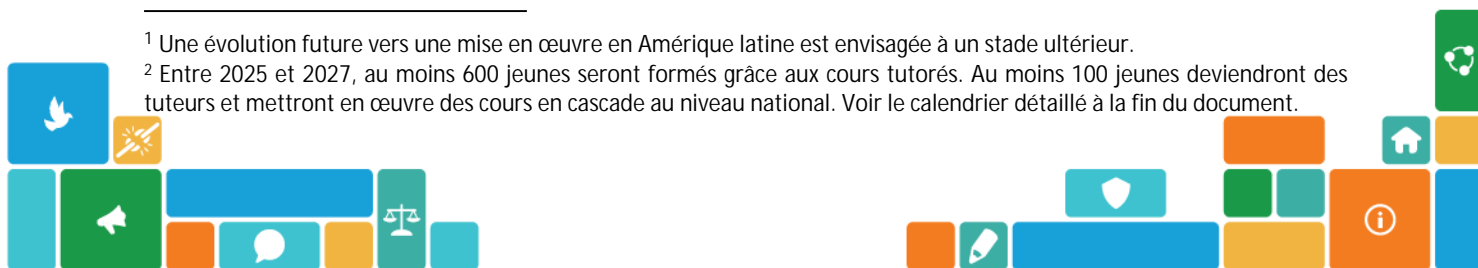 ¹ Une évolution future vers une mise en œuvre en Amérique latine est envisagée à un stade ultérieur.
² Entre 2025 et 2027, au moins 600 jeunes seront formés grâce aux cours tutorés. Au moins 100 jeunes deviendront des
tuteurs et mettront en œuvre des cours en cascade au niveau national. Voir le calendrier détaillé à la fin du document.